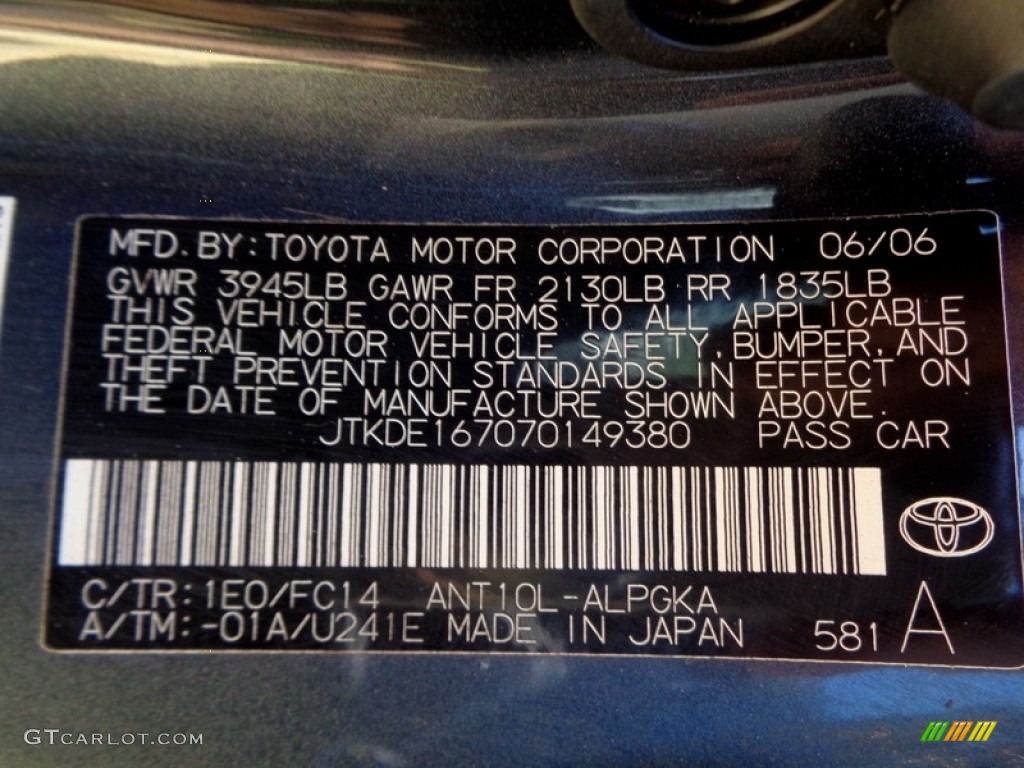 MFD. BY: TOYOTA MOTOR CORPORATION 06/06
GVWR 3945LB GAWR FR 2130LB RR 1835LB
THIS VEHICLE CONFORMS TO ALL APPLICABLE
FEDERAL MOTOR VEHICLE SAFETY, BUMPER, AND
THEFT PREVENTION STANDARDS IN EFFECT ON
THE DATE OF MANUFACTURE SHOWN ABOVE.
JTKDE167070149380 PASS CAR
C/TR: 1E0/FC14 ANT10L-ALPGKA
A/TM: -01A/U241E MADE IN JAPAN 581 A
GTCARLOT.COM